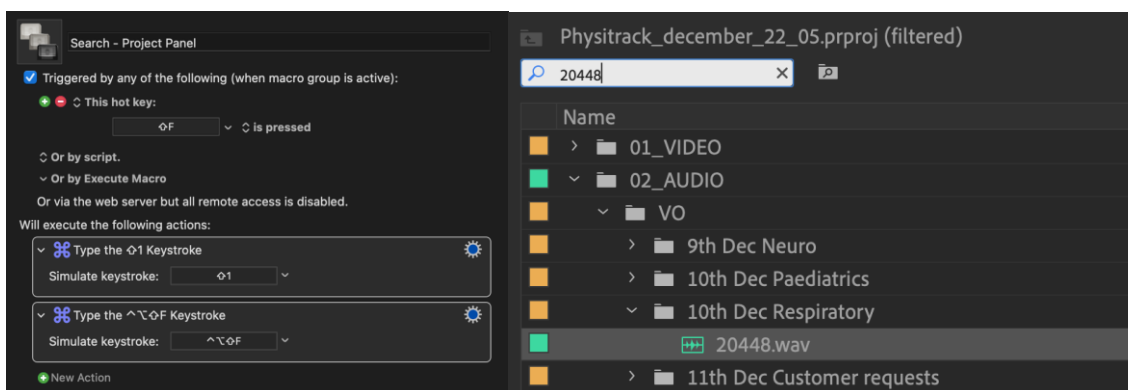 Search - Project Panel
Triggered by any of the following (when macro group is active):
This hot key:
⇧F
is pressed
Or by script.
Or by Execute Macro
Or via the web server but all remote access is disabled.
Will execute the following actions:
Type the ⇧1 Keystroke
Simulate keystroke: ⇧1
Type the ^⌥⇧F Keystroke
Simulate keystroke: ^⌥⇧F
New Action
Physitrack_december_22_05.prproj (filtered)
20448
Name
01_VIDEO
02_AUDIO
VO
9th Dec Neuro
10th Dec Paediatrics
10th Dec Respiratory
20448.wav
11th Dec Customer requests